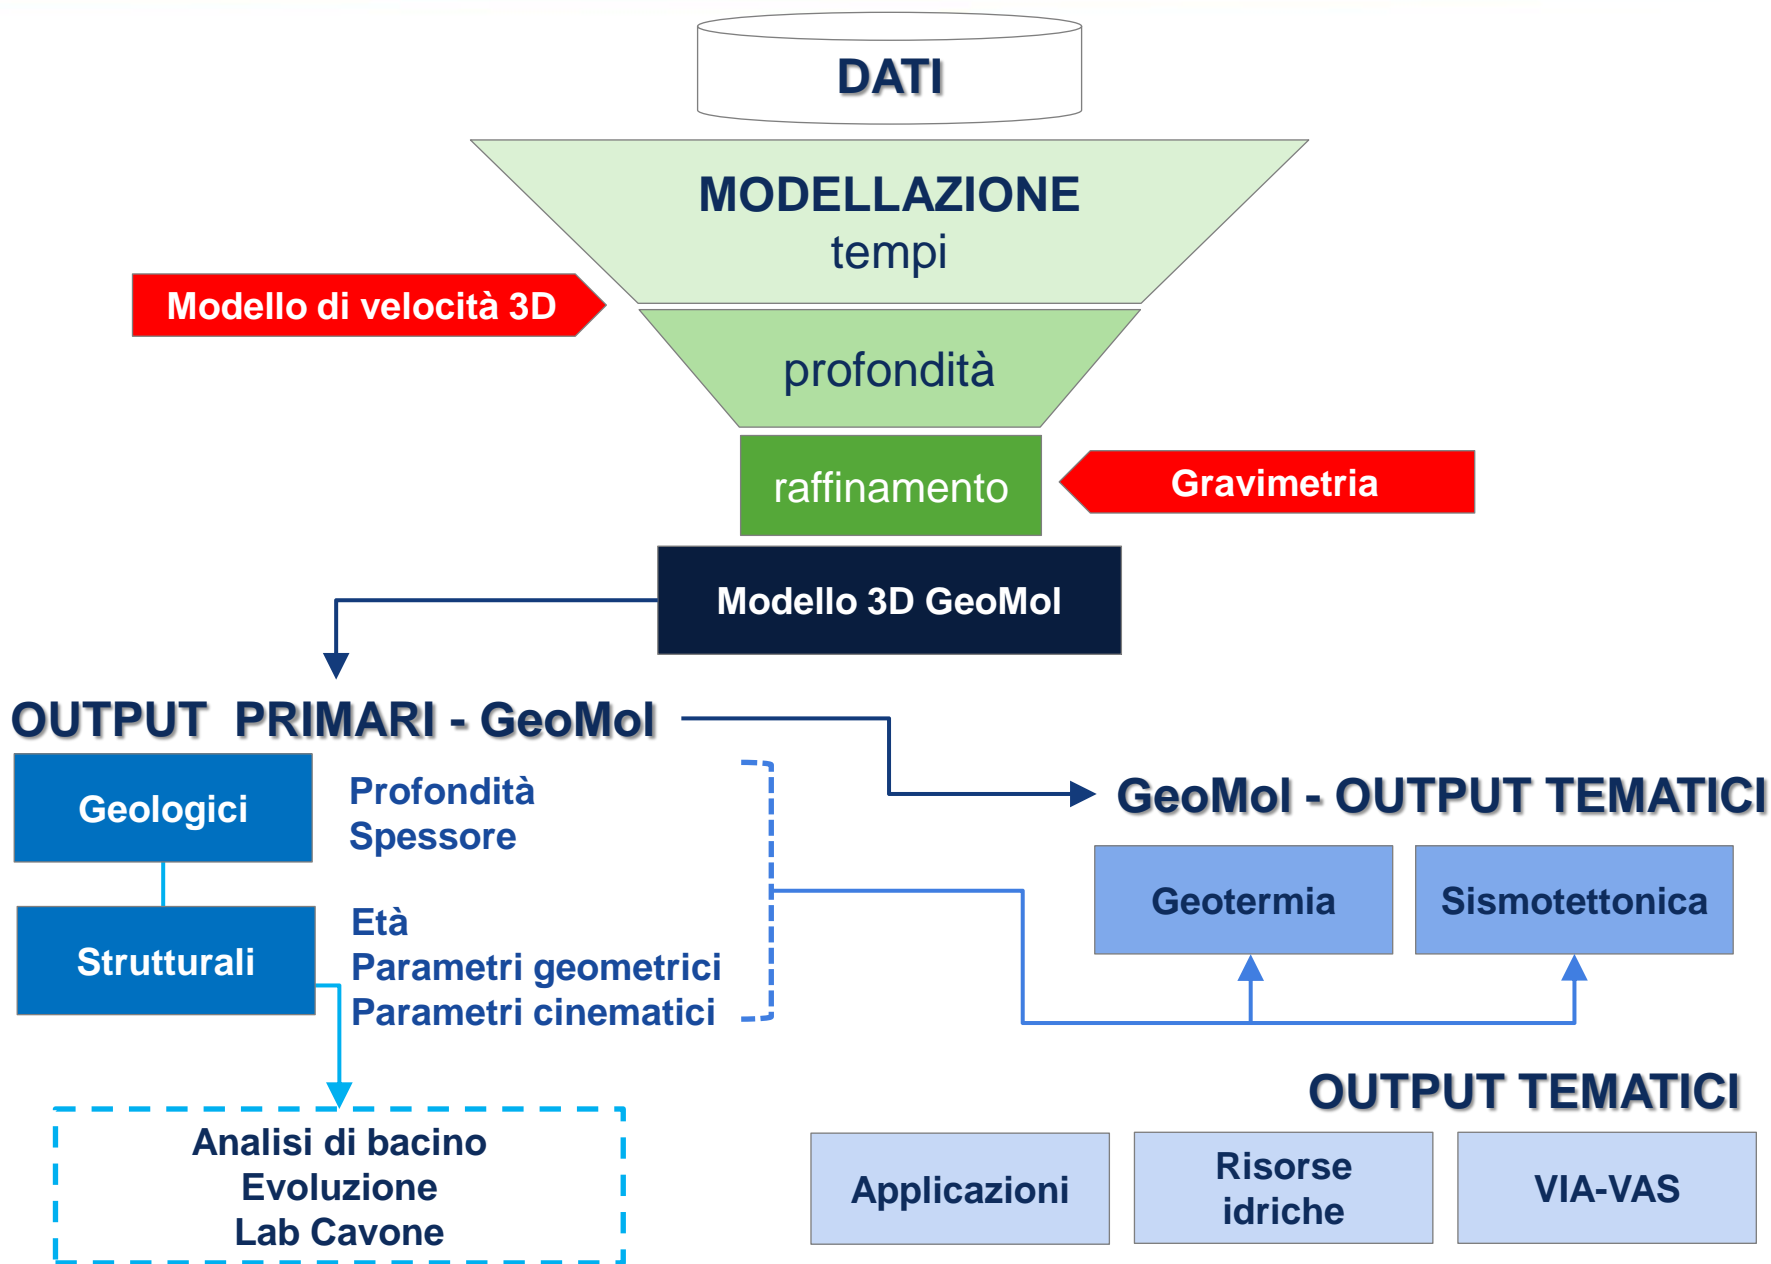 DATI
MODELLAZIONE
tempi
Modello di velocità 3D
profondità
raffinamento
Gravimetria
Modello 3D GeoMol
OUTPUT PRIMARI - GeoMol
Geologici
Profondità
Spessore
Strutturali
Età
Parametri geometrici
Parametri cinematici
Analisi di bacino
Evoluzione
Lab Cavone
GeoMol - OUTPUT TEMATICI
Geotermia
Sismotettonica
OUTPUT TEMATICI
Applicazioni
Risorse
idriche
VIA-VAS